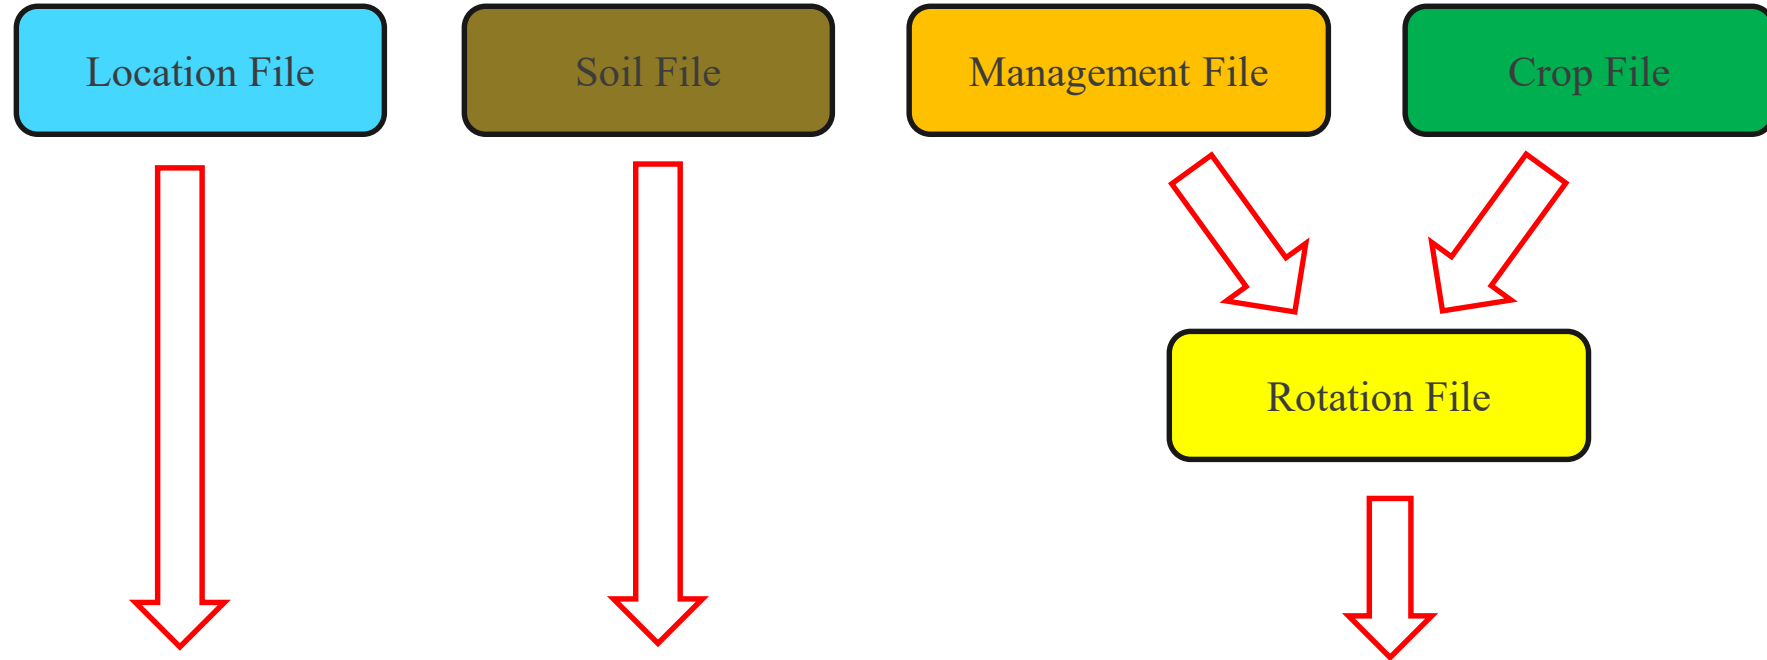 Location File
Soil File
Management File
Crop File
Rotation File